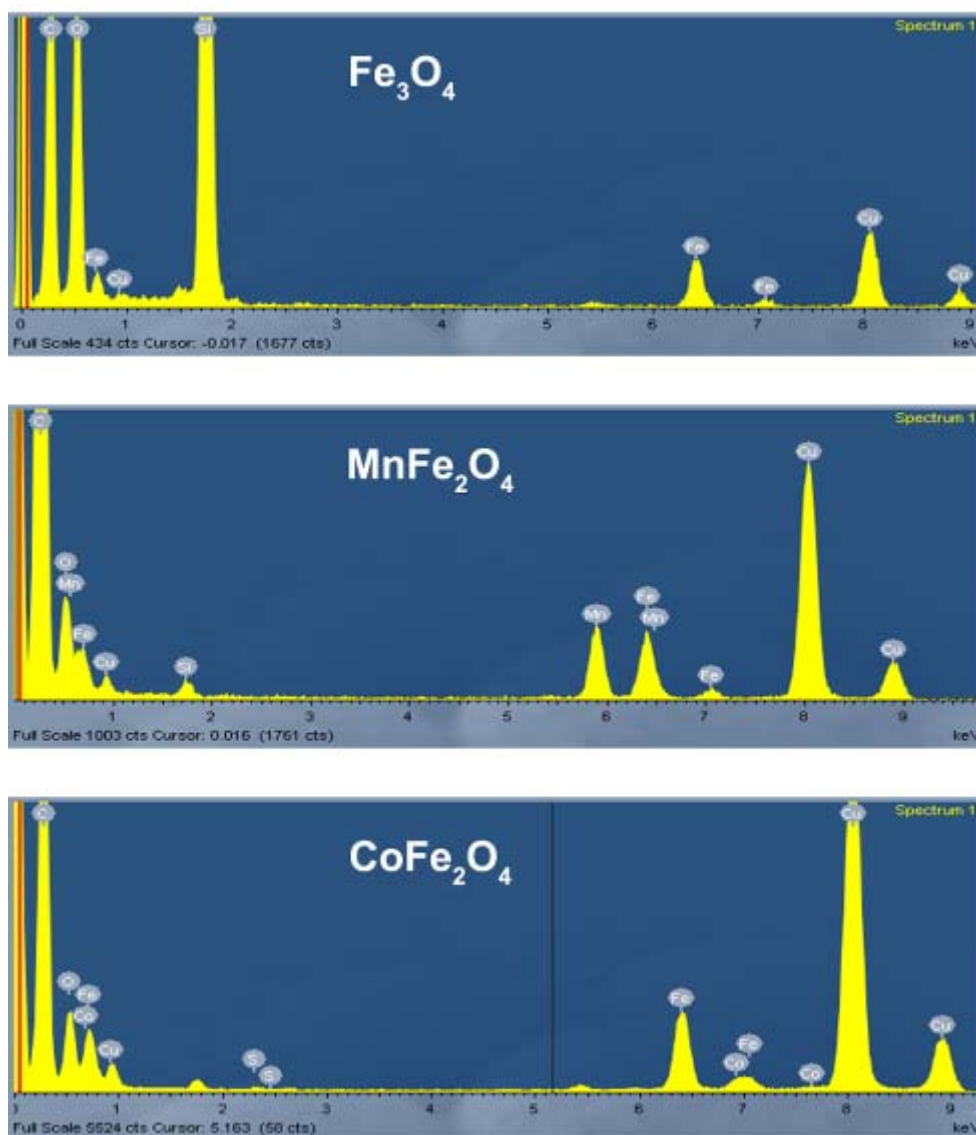 Spectrum 1
C O Si
Fe₃O₄
Fe Cu Fe Fe Cu Cu
0 1 2 3 4 5 6 7 8 9
Full Scale 434 cts Cursor: -0.017 (1677 cts) keV
Spectrum 1
C
MnFe₂O₄
Cu
O
Mn
Fe
Cu Si Mn Fe Mn Fe Cu
1 2 3 4 5 6 7 8 9
Full Scale 1003 cts Cursor: 0.016 (1761 cts) keV
Spectrum 1
C Cu
CoFe₂O₄
O Fe
Co
Cu S S Fe Co Fe Co Cu
1 2 3 4 5 6 7 8 9
Full Scale 5524 cts Cursor: 5.163 (58 cts) keV